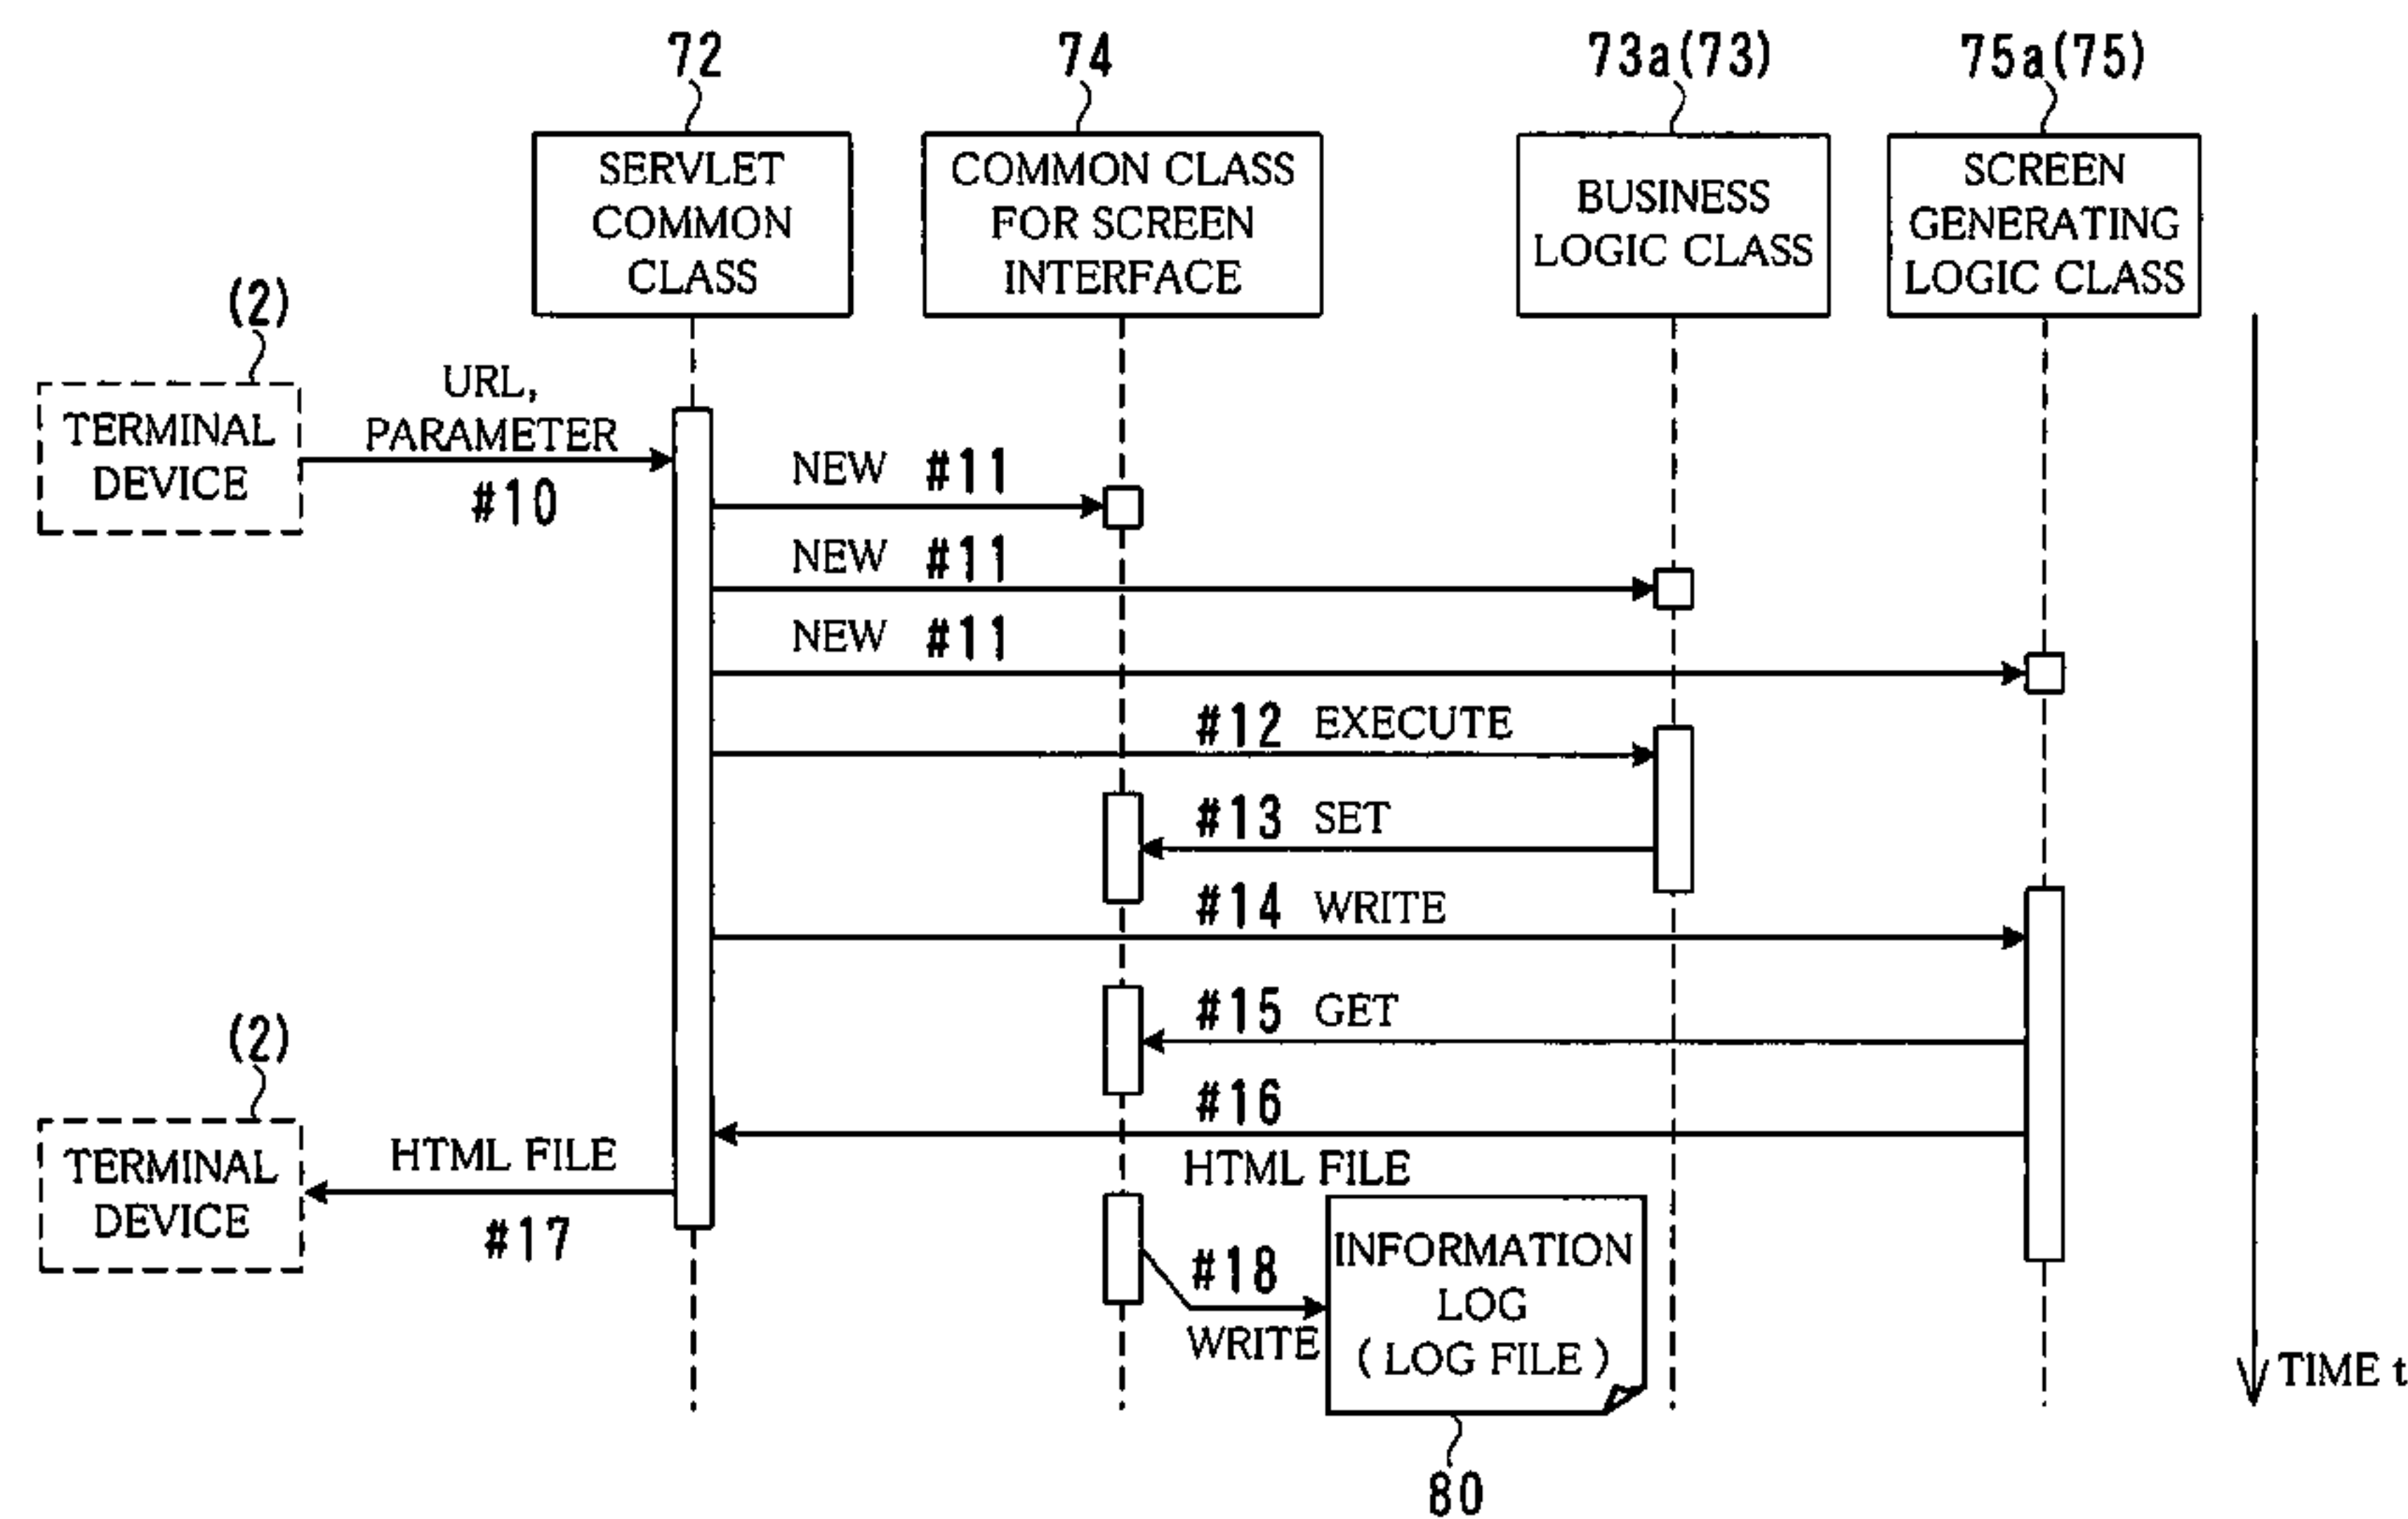 72
74
73a(73)
75a(75)
SERVLET
COMMON
CLASS
COMMON CLASS
FOR SCREEN
INTERFACE
BUSINESS
LOGIC CLASS
SCREEN
GENERATING
LOGIC CLASS
(2)
TERMINAL
DEVICE
URL,
PARAMETER
#10
NEW #11
NEW #11
NEW #11
#12 EXECUTE
#13 SET
#14 WRITE
#15 GET
#16
HTML FILE
(2)
TERMINAL
DEVICE
HTML FILE
#17
#18
WRITE
INFORMATION
LOG
( LOG FILE )
80
TIME t